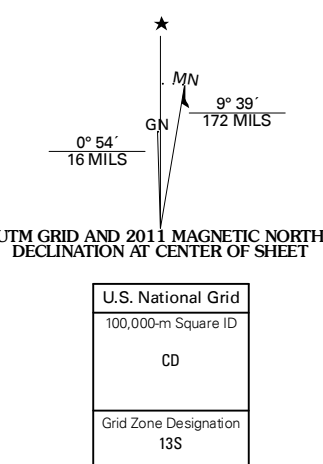 ★
MN
9° 39´
172 MILS
GN
0° 54´
16 MILS
UTM GRID AND 2011 MAGNETIC NORTH
DECLINATION AT CENTER OF SHEET
U.S. National Grid
100,000-m Square ID
CD
Grid Zone Designation
13S